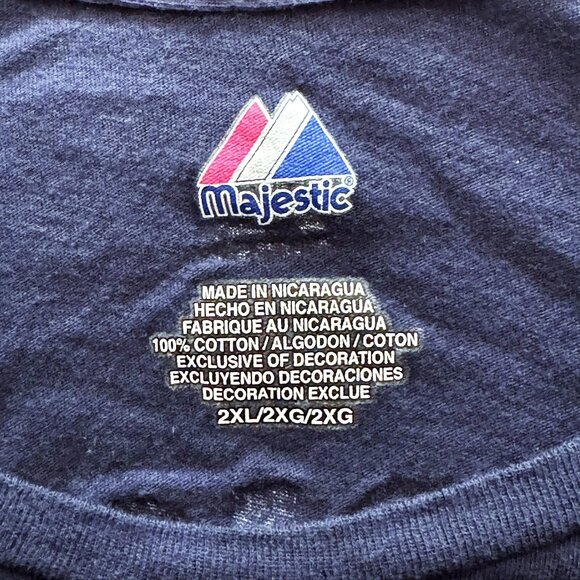 Majestic®
MADE IN NICARAGUA
HECHO EN NICARAGUA
FABRIQUE AU NICARAGUA
100% COTTON / ALGODON / COTON
EXCLUSIVE OF DECORATION
EXCLUYENDO DECORACIONES
DECORATION EXCLUE
2XL/2XG/2XG